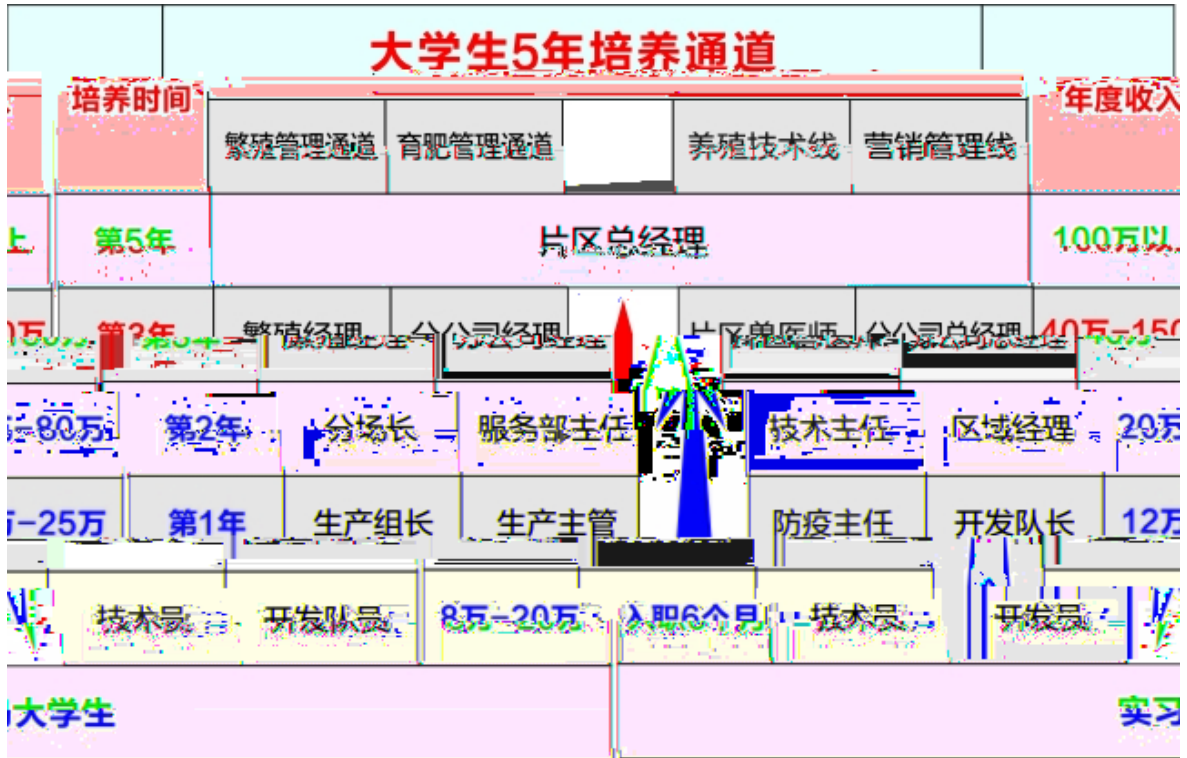 大学生5年培养通道
培养时间 年度收入
繁殖管理通道 育肥管理通道 养殖技术线 营销管理线
上 第5年 片区总经理 100万以
第3年 繁殖经理 分公司经理 片区兽医师 分公司总经理 40万-150
-80万 第2年 分场长 服务部主任 技术主任 区域经理 20万
-25万 第1年 生产组长 生产主管 防疫主任 开发队长 12万
技术员 开发队员 8万-20万 入职6个月 技术员 开发员
大学生 实习